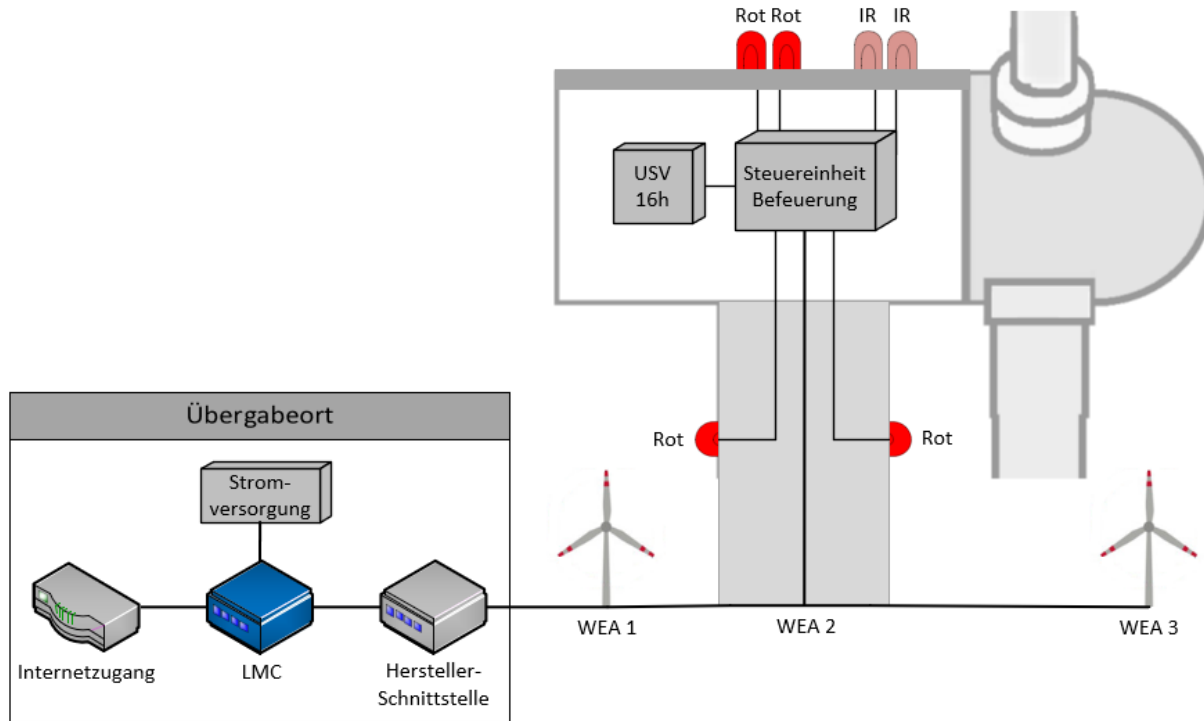 Rot Rot IR IR
USV
16h
Steuereinheit
Befeuerung
Rot
Rot
Übergabeort
Strom-
versorgung
Internetzugang
LMC
Hersteller-
Schnittstelle
WEA 1
WEA 2
WEA 3